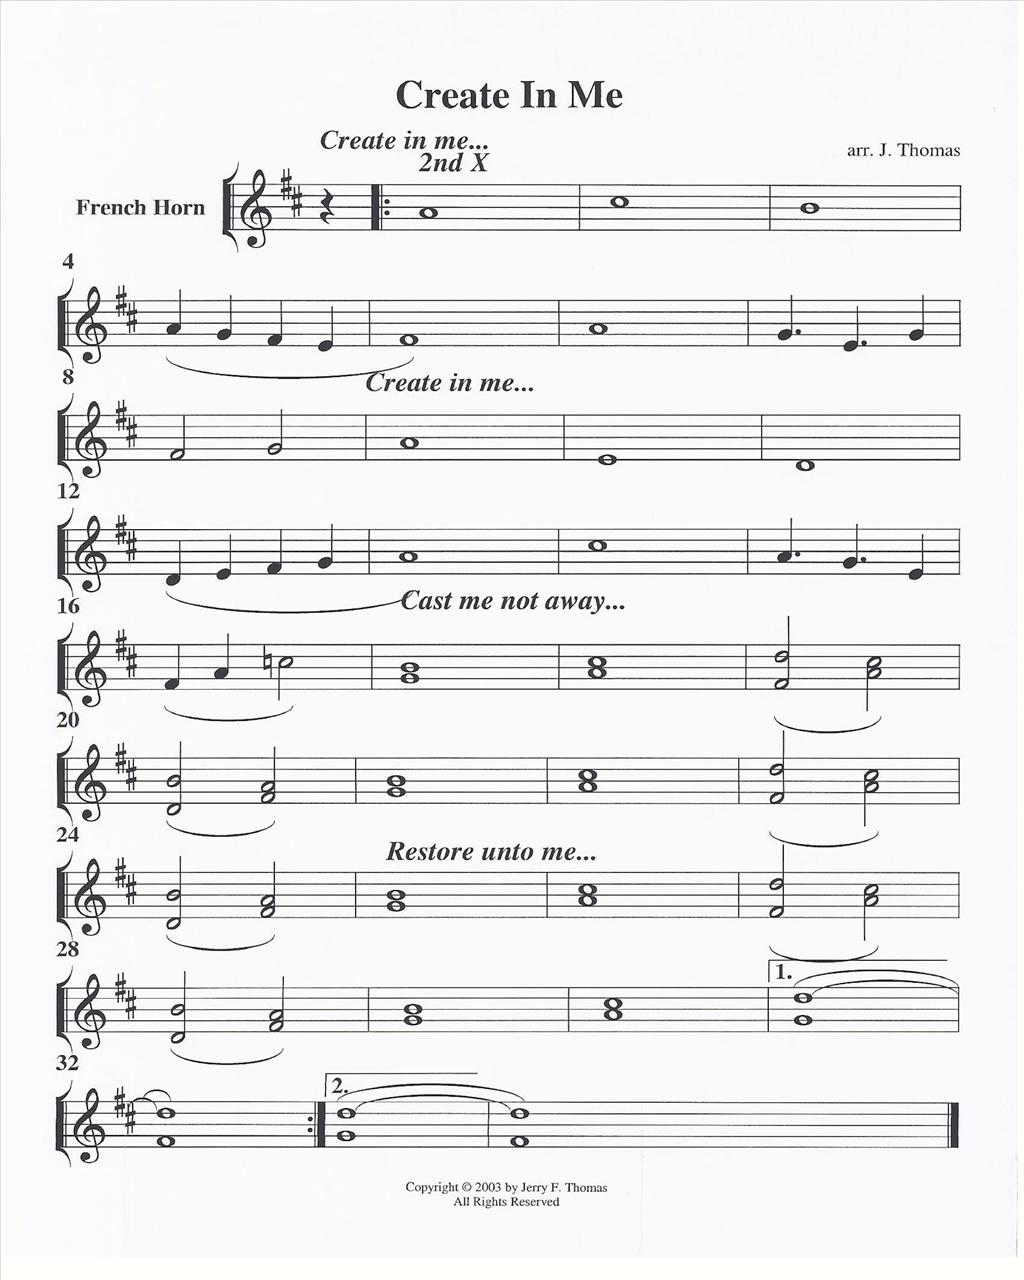 Create In Me
Create in me...
2nd X
arr. J. Thomas
French Horn
4
8
Create in me...
12
16
Cast me not away...
20
24
Restore unto me...
28
1.
32
2.
Copyright © 2003 by Jerry F. Thomas
All Rights Reserved